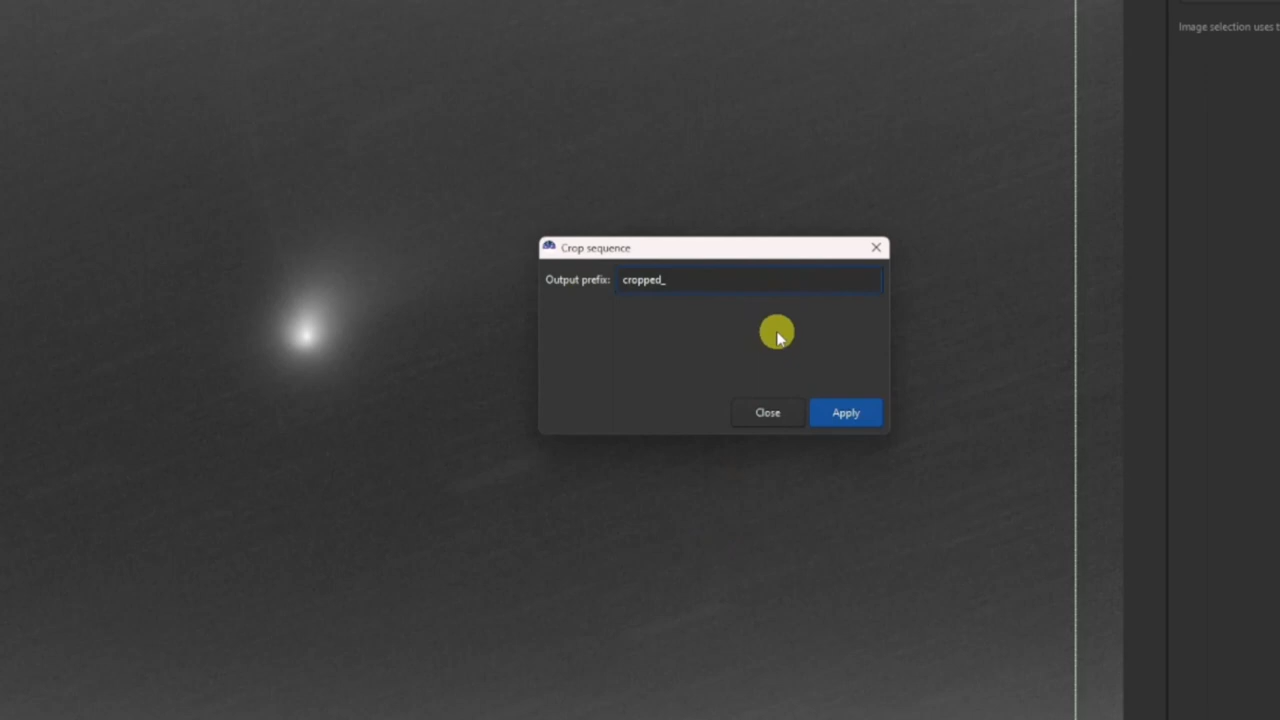 Image selection uses t
Crop sequence
Output prefix: cropped_
Close
Apply